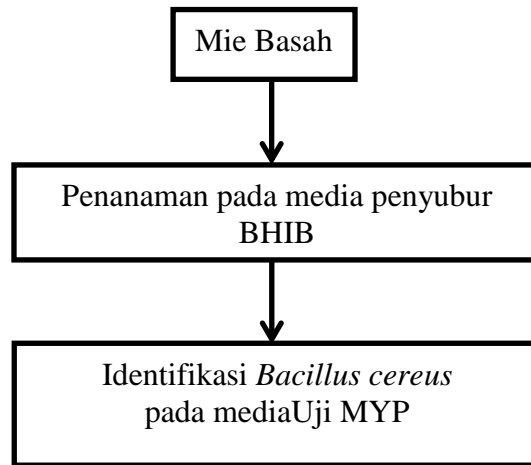 Mie Basah
Penanaman pada media penyubur
BHIB
Identifikasi Bacillus cereus
pada mediaUji MYP